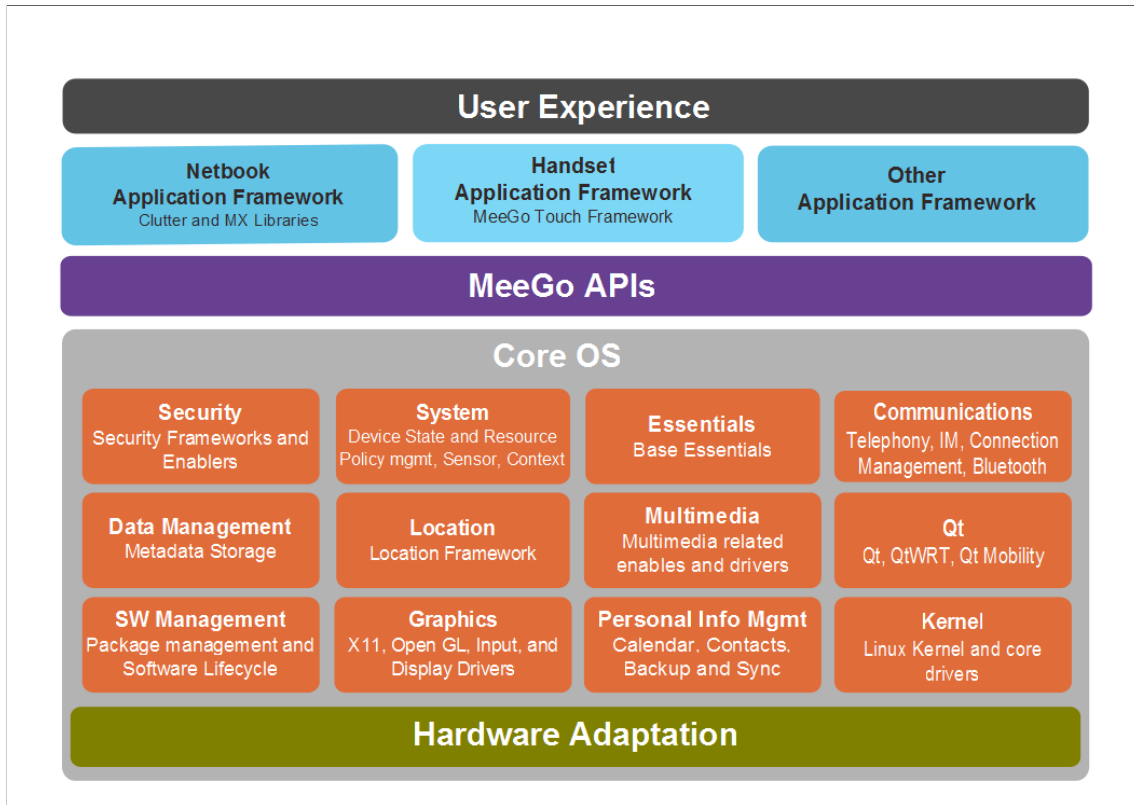 User Experience
Netbook
Application Framework
Clutter and MX Libraries
Handset
Application Framework
MeeGo Touch Framework
Other
Application Framework
MeeGo APIs
Core OS
Security
Security Frameworks and
Enablers
System
Device State and Resource
Policy mgmt, Sensor, Context
Essentials
Base Essentials
Communications
Telephony, IM, Connection
Management, Bluetooth
Data Management
Metadata Storage
Location
Location Framework
Multimedia
Multimedia related
enables and drivers
Qt
Qt, QtWRT, Qt Mobility
SW Management
Package management and
Software Lifecycle
Graphics
X11, Open GL, Input, and
Display Drivers
Personal Info Mgmt
Calendar, Contacts,
Backup and Sync
Kernel
Linux Kernel and core
drivers
Hardware Adaptation